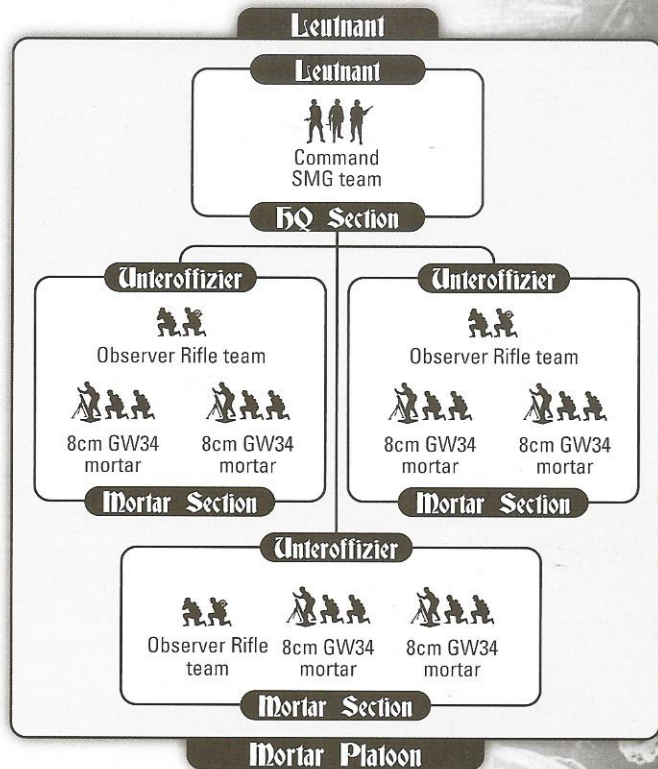 Leutnant
Leutnant
Command
SMG team
HQ Section
Unteroffizier
Observer Rifle team
8cm GW34
mortar
8cm GW34
mortar
Mortar Section
Unteroffizier
Observer Rifle team
8cm GW34
mortar
8cm GW34
mortar
Mortar Section
Unteroffizier
Observer Rifle
team
8cm GW34
mortar
8cm GW34
mortar
Mortar Section
Mortar Platoon